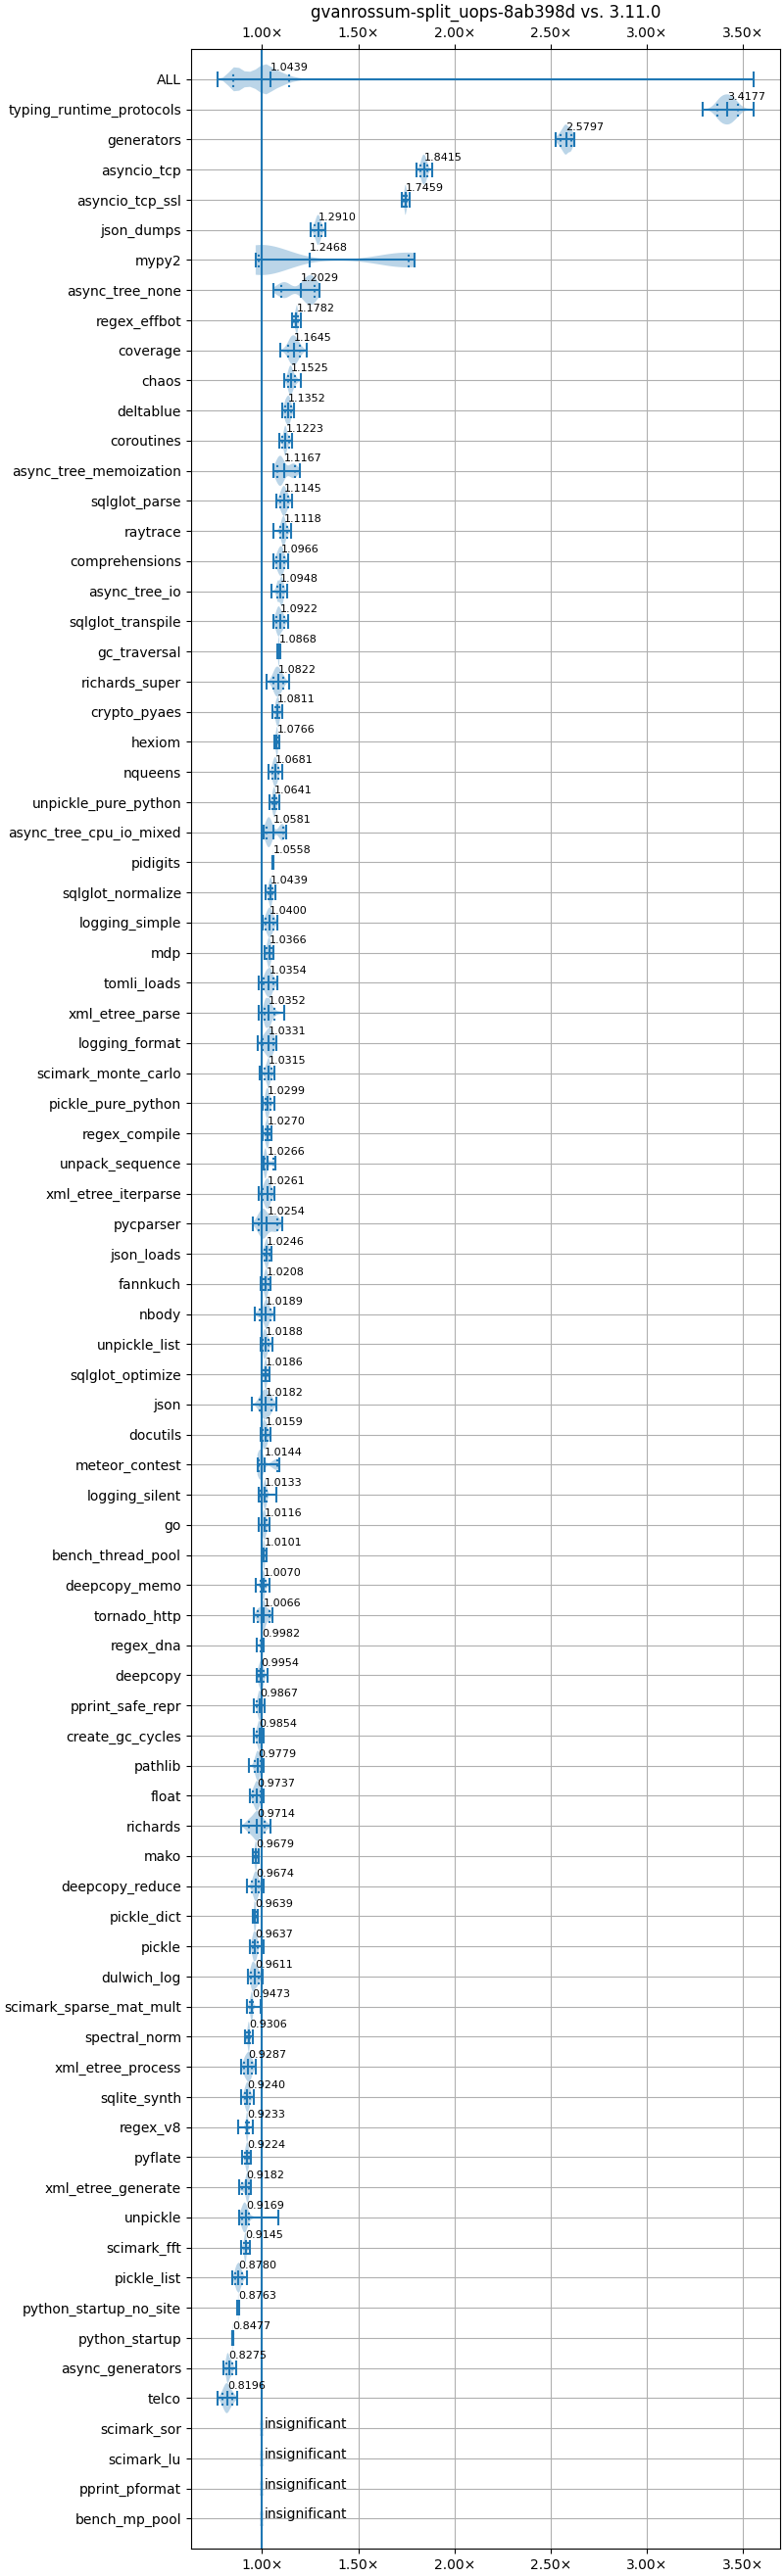 gvanrossum-split_uops-8ab398d vs. 3.11.0
1.00× 1.50× 2.00× 2.50× 3.00× 3.50×
ALL 1.0439
typing_runtime_protocols 3.4177
generators 2.5797
asyncio_tcp 1.8415
asyncio_tcp_ssl 1.7459
json_dumps 1.2910
mypy2 1.2468
async_tree_none 1.2029
regex_effbot 1.1782
coverage 1.1645
chaos 1.1525
deltablue 1.1352
coroutines 1.1223
async_tree_memoization 1.1167
sqlglot_parse 1.1145
raytrace 1.1118
comprehensions 1.0966
async_tree_io 1.0948
sqlglot_transpile 1.0922
gc_traversal 1.0868
richards_super 1.0822
crypto_pyaes 1.0811
hexiom 1.0766
nqueens 1.0681
unpickle_pure_python 1.0641
async_tree_cpu_io_mixed 1.0581
pidigits 1.0558
sqlglot_normalize 1.0439
logging_simple 1.0400
mdp 1.0366
tomli_loads 1.0354
xml_etree_parse 1.0352
logging_format 1.0331
scimark_monte_carlo 1.0315
pickle_pure_python 1.0299
regex_compile 1.0270
unpack_sequence 1.0266
xml_etree_iterparse 1.0261
pycparser 1.0254
json_loads 1.0246
fannkuch 1.0208
nbody 1.0189
unpickle_list 1.0188
sqlglot_optimize 1.0186
json 1.0182
docutils 1.0159
meteor_contest 1.0144
logging_silent 1.0133
go 1.0116
bench_thread_pool 1.0101
deepcopy_memo 1.0070
tornado_http 1.0066
regex_dna 0.9982
deepcopy 0.9954
pprint_safe_repr 0.9867
create_gc_cycles 0.9854
pathlib 0.9779
float 0.9737
richards 0.9714
mako 0.9679
deepcopy_reduce 0.9674
pickle_dict 0.9639
pickle 0.9637
dulwich_log 0.9611
scimark_sparse_mat_mult 0.9473
spectral_norm 0.9306
xml_etree_process 0.9287
sqlite_synth 0.9240
regex_v8 0.9233
pyflate 0.9224
xml_etree_generate 0.9182
unpickle 0.9169
scimark_fft 0.9145
pickle_list 0.8780
python_startup_no_site 0.8763
python_startup 0.8477
async_generators 0.8275
telco 0.8196
scimark_sor insignificant
scimark_lu insignificant
pprint_pformat insignificant
bench_mp_pool insignificant
1.00× 1.50× 2.00× 2.50× 3.00× 3.50×